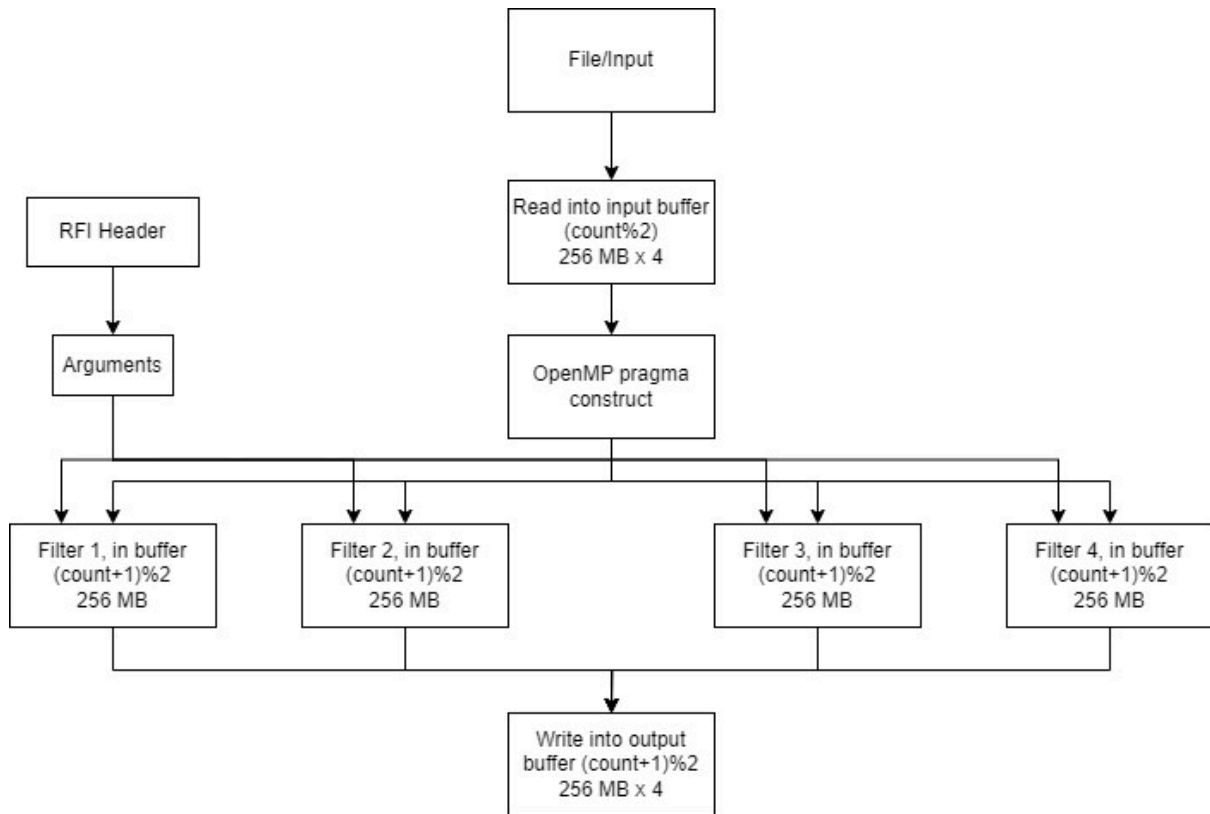 File/Input
Read into input buffer
(count%2)
256 MB x 4
RFI Header
Arguments
OpenMP pragma
construct
Filter 1, in buffer
(count+1)%2
256 MB
Filter 2, in buffer
(count+1)%2
256 MB
Filter 3, in buffer
(count+1)%2
256 MB
Filter 4, in buffer
(count+1)%2
256 MB
Write into output
buffer (count+1)%2
256 MB x 4